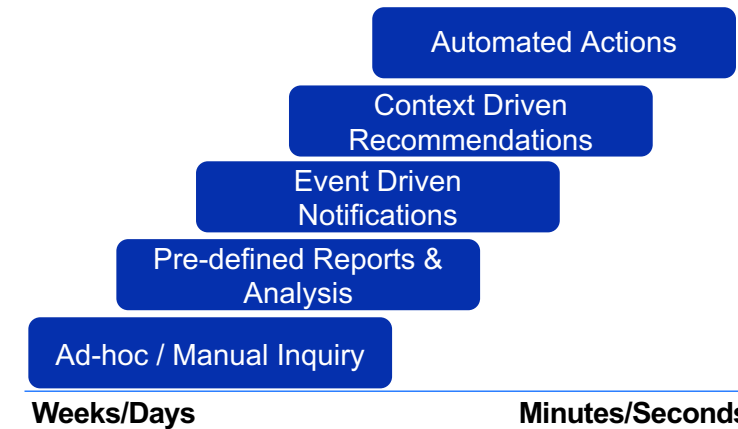 Automated Actions
Context Driven
Recommendations
Event Driven
Notifications
Pre-defined Reports &
Analysis
Ad-hoc / Manual Inquiry
Weeks/Days
Minutes/Seconds